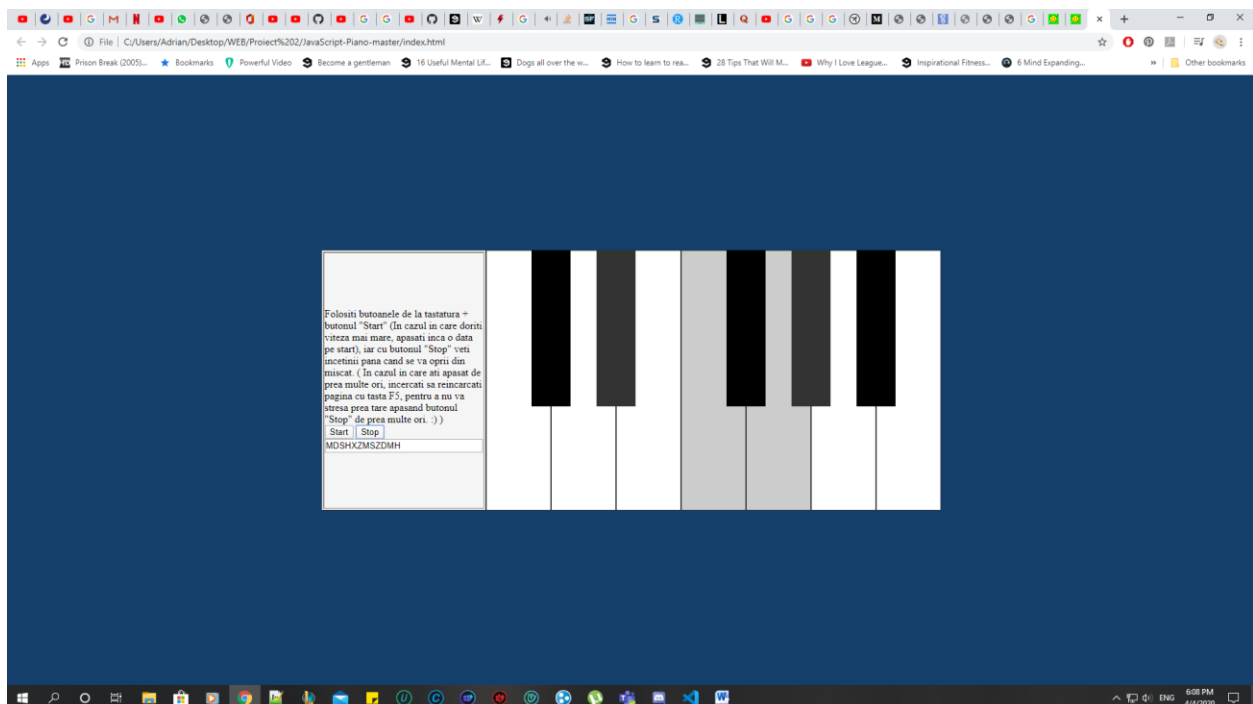 File
C:/Users/Adrian/Desktop/WEB/Proiect%202/JavaScript-Piano-master/index.html
Apps Prison Break (2005)... Bookmarks Powerful Video Become a gentleman 16 Useful Mental Lif... Dogs all over the w... How to learn to rea... 28 Tips That Will M... Why I Love League... Inspirational Fitness... 6 Mind Expanding... » Other bookmarks
Folositi butoanele de la tastatura +
butonul "Start" (In cazul in care doriti
viteza mai mare, apasati inca o data
pe start), iar cu butonul "Stop" veti
incetinii pana cand se va oprii din
miscat. ( In cazul in care ati apasat de
prea multe ori, incercati sa reincarcati
pagina cu tasta F5, pentru a nu va
stresa prea tare apasand butonul
"Stop" de prea multe ori. :) )
Start Stop
MDSHXZMSZDMH
ENG 6:08 PM
4/4/2020